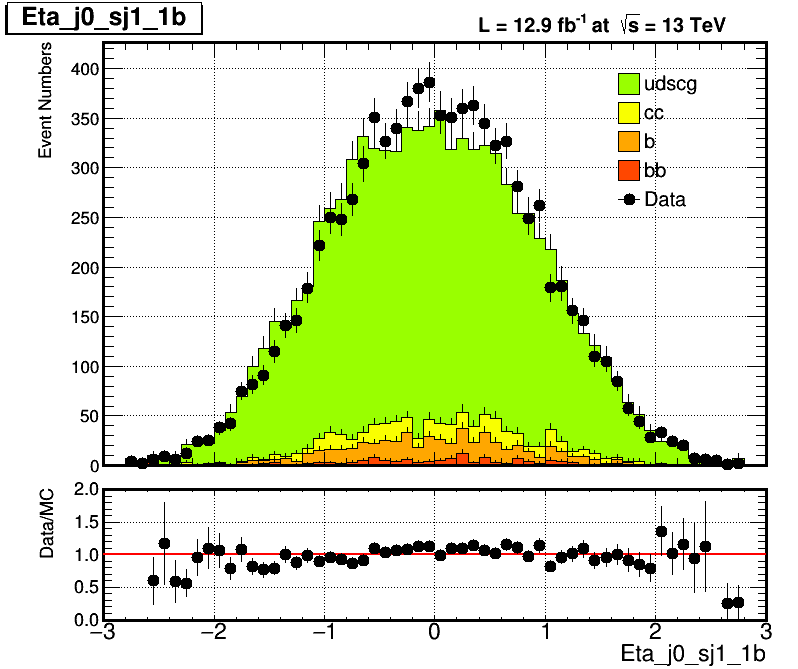 Eta_j0_sj1_1b
L = 12.9 fb-1 at √s = 13 TeV
Event Numbers
400
350
300
250
200
150
100
50
0
udscg
cc
b
bb
Data
Data/MC
2.0
1.5
1.0
0.5
0.0
−3 −2 −1 0 1 2 3
Eta_j0_sj1_1b